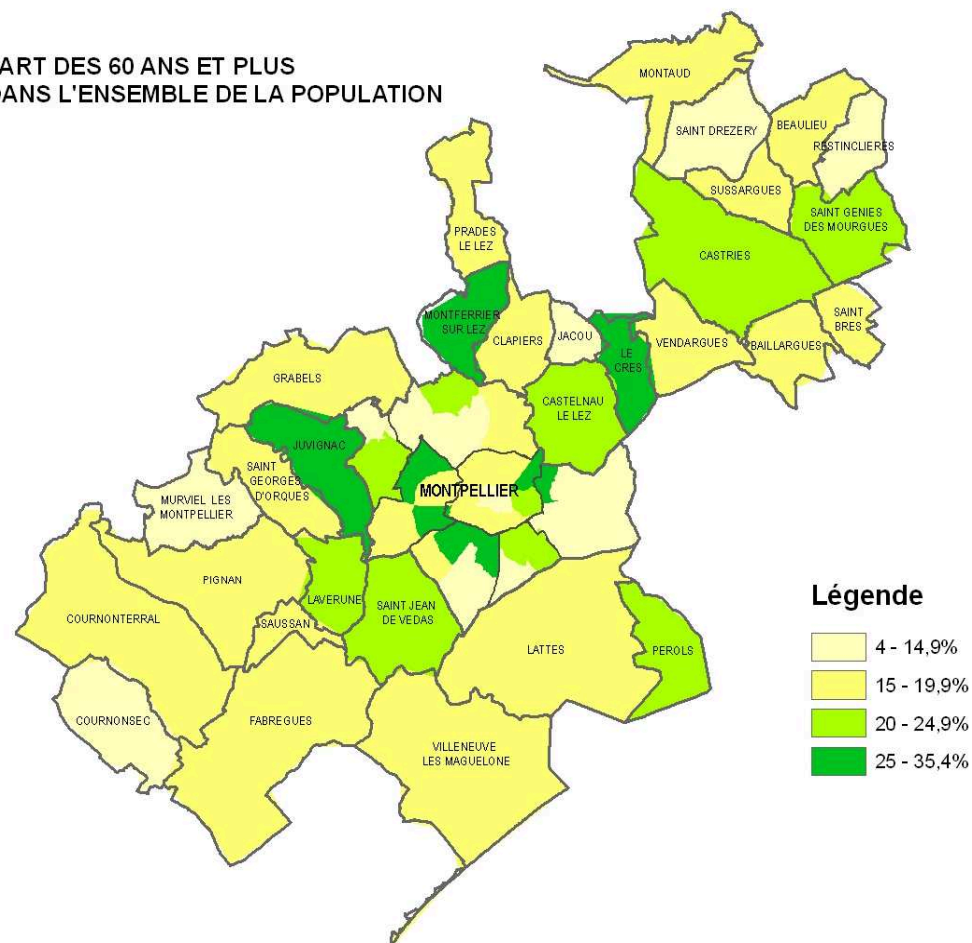 ART DES 60 ANS ET PLUS
DANS L'ENSEMBLE DE LA POPULATION
MONTAUD
SAINT DREZERY
BEAULIEU
RESTINCLIERES
SUSSARGUES
SAINT GENIES
DES MOURGUES
PRADES
LE LEZ
CASTRIES
MONTFERRIER
SUR LEZ
CLAPIERS
JACOU
LE
CRES
VENDARGUES
BAILLARGUES
SAINT
BRES
GRABELS
CASTELNAU
LE LEZ
JUVIGNAC
SAINT
GEORGES
D'ORQUES
MONTPELLIER
MURVIEL LES
MONTPELLIER
PIGNAN
LAVERUNE
SAINT JEAN
DE VEDAS
COURNONTERRAL
SAUSSAN
LATTES
PEROLS
COURNONSEC
FABREGUES
VILLENEUVE
LES MAGUELONE
Légende
4 - 14,9%
15 - 19,9%
20 - 24,9%
25 - 35,4%